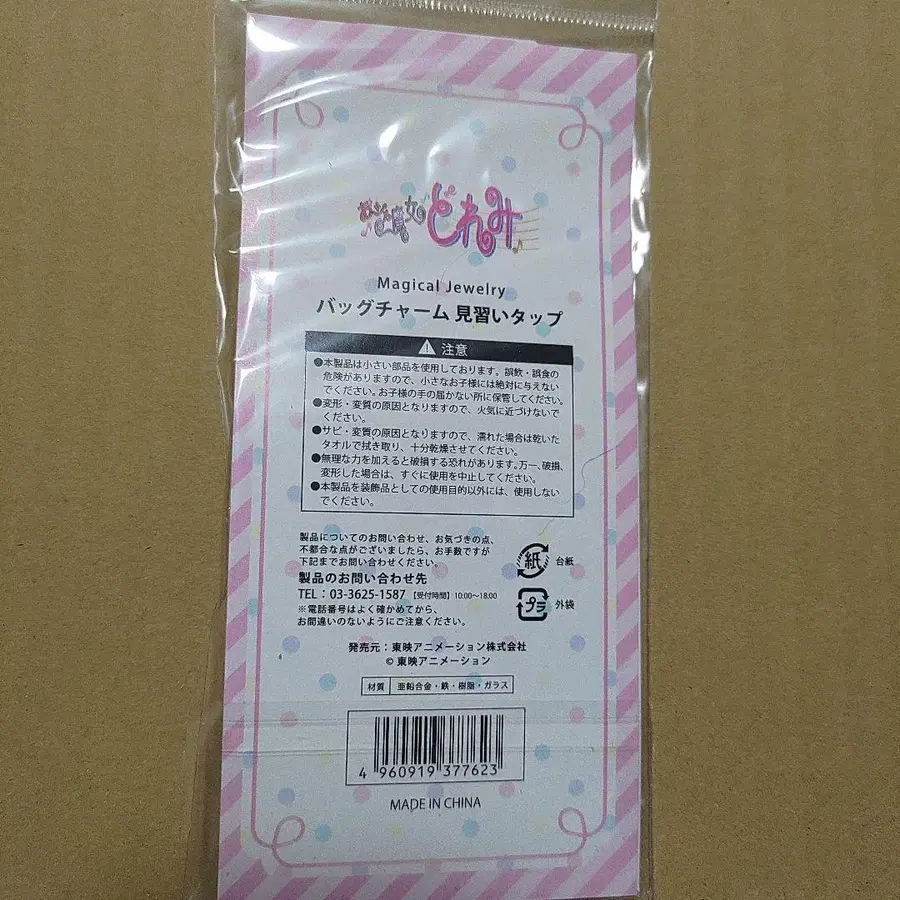 おジャ魔女どれみ
Magical Jewelry
バッグチャーム 見習いタップ
注意
●本製品は小さい部品を使用しております。誤飲・誤食の
危険がありますので、小さなお子様には絶対に与えない
でください。お子様の手の届かない所に保管してください。
●変形・変質の原因となりますので、火気に近づけないで
ください。
●サビ・変質の原因となりますので、濡れた場合は乾いた
タオルで拭き取り、十分乾燥させてください。
●無理な力を加えると破損する恐れがあります。万一、破損、
変形した場合は、すぐに使用を中止してください。
●本製品を装飾品としての使用目的以外には、使用しない
でください。
製品についてのお問い合わせ、お気づきの点、
不都合な点がございましたら、お手数ですが
下記までお問い合わせください。
製品のお問い合わせ先
TEL：03-3625-1587 【受付時間】10:00～18:00
※電話番号はよく確かめてから、
お間違いのないようにご注意ください。
紙 台紙
プラ 外袋
発売元：東映アニメーション株式会社
© 東映アニメーション
材質 亜鉛合金・鉄・樹脂・ガラス
4 960919 377623
MADE IN CHINA